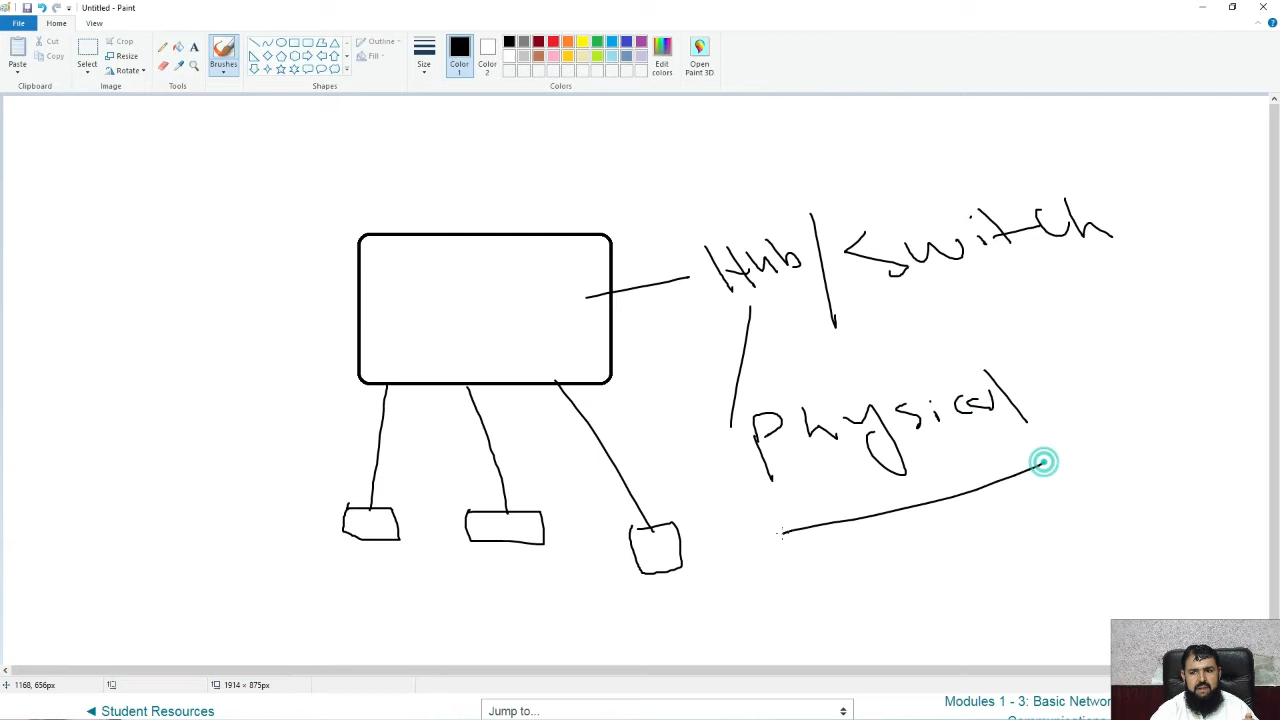 Untitled - Paint
File
Home
View
Paste
Cut
Copy
Clipboard
Select
Crop
Resize
Rotate
Image
A
Tools
Brushes
Outline
Fill
Shapes
Size
Color 1
Color 2
Edit colors
Colors
Open Paint 3D
Hub/Switch
Physical
1168, 656px
1914 × 875px
◄ Student Resources
Jump to...
Modules 1 - 3: Basic Networ